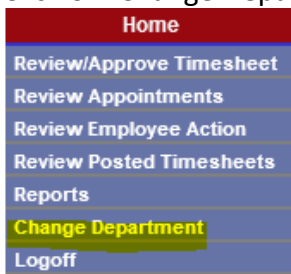 Home
Review/Approve Timesheet
Review Appointments
Review Employee Action
Review Posted Timesheets
Reports
Change Department
Logoff